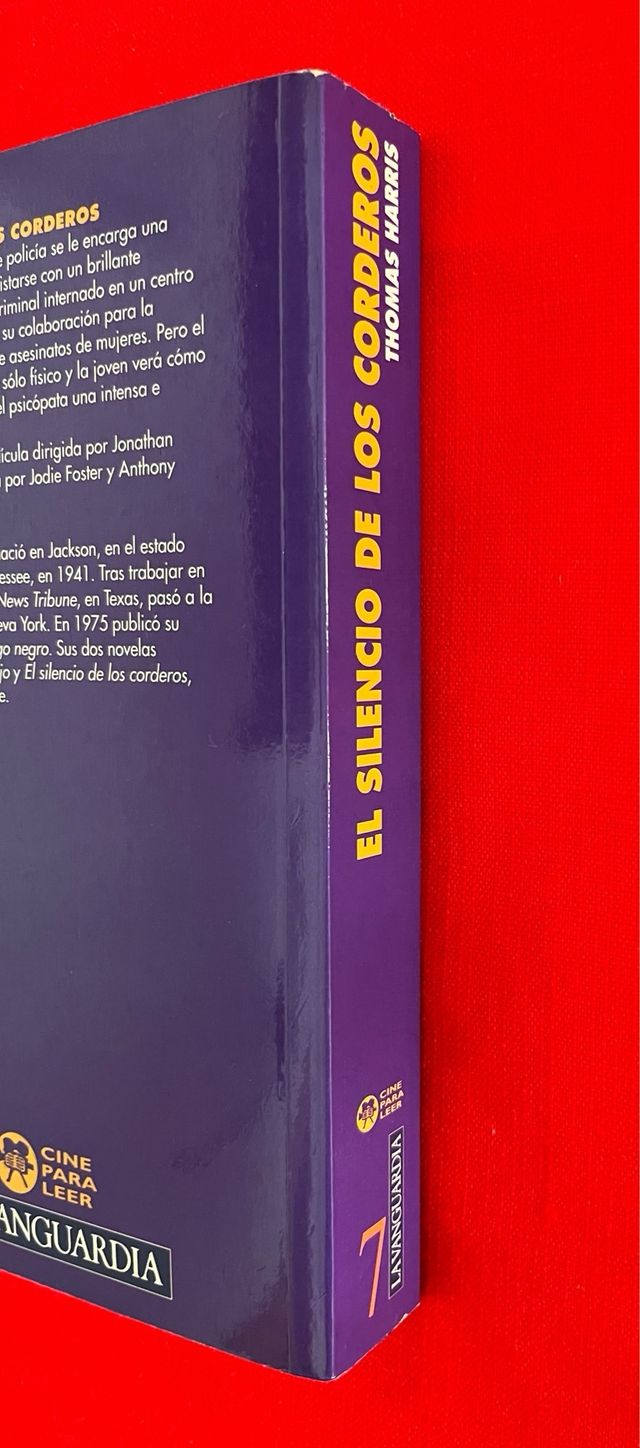 S CORDEROS
e policía se le encarga una
istarse con un brillante
riminal internado en un centro
su colaboración para la
e asesinatos de mujeres. Pero el
sólo físico y la joven verá cómo
el psicópata una intensa e
ícula dirigida por Jonathan
por Jodie Foster y Anthony
ació en Jackson, en el estado
essee, en 1941. Tras trabajar en
News Tribune, en Texas, pasó a la
eva York. En 1975 publicó su
go negro. Sus dos novelas
jo y El silencio de los corderos,
e.
CINE
PARA
LEER
ANGUARDIA
EL SILENCIO DE LOS CORDEROS
THOMAS HARRIS
CINE
PARA
LEER
7
LA VANGUARDIA